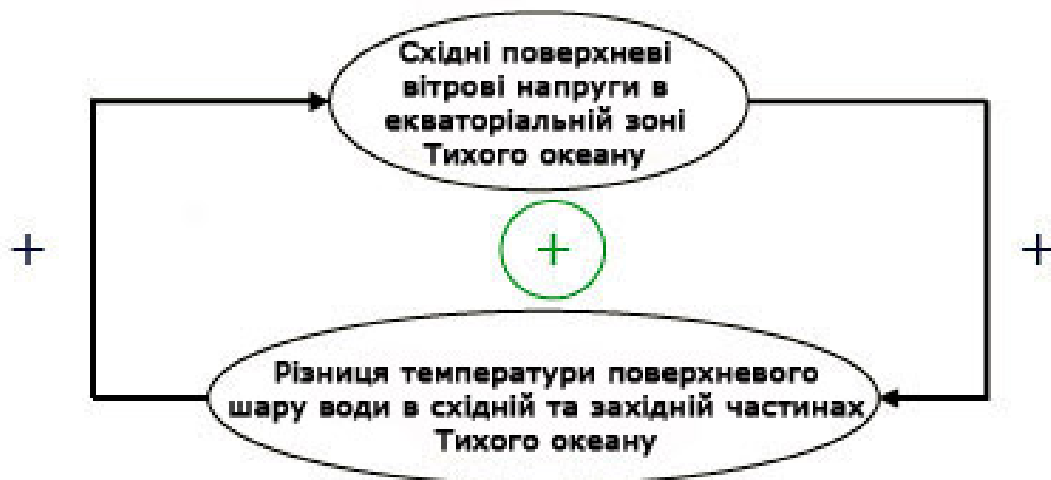 Східні поверхневі
вітрові напруги в
екваторіальній зоні
Тихого океану
+
+
+
Різниця температури поверхневого
шару води в східній та західній частинах
Тихого океану